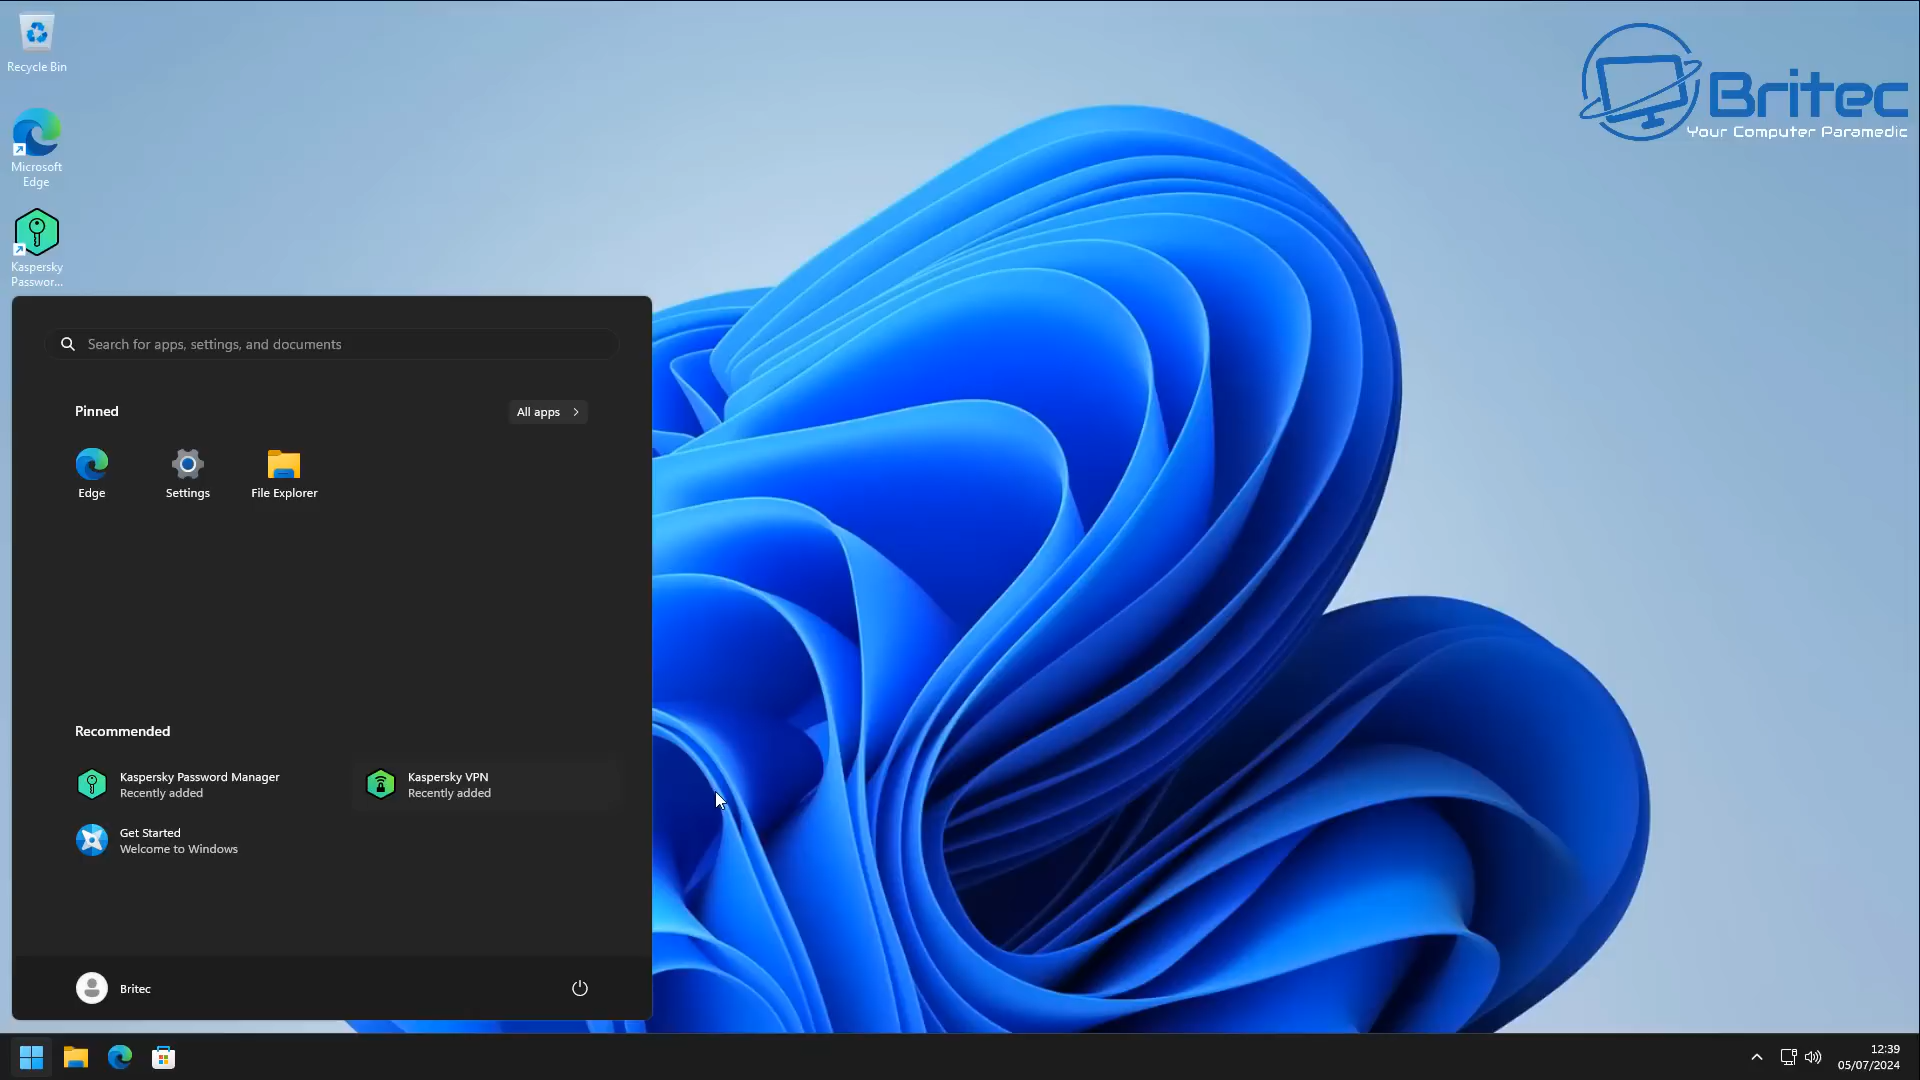 Recycle Bin
Microsoft
Edge
Kaspersky
Passwor...
Britec
Your Computer Paramedic
Search for apps, settings, and documents
Pinned
All apps
Edge
Settings
File Explorer
Recommended
Kaspersky Password Manager
Recently added
Kaspersky VPN
Recently added
Get Started
Welcome to Windows
Britec
12:39
05/07/2024